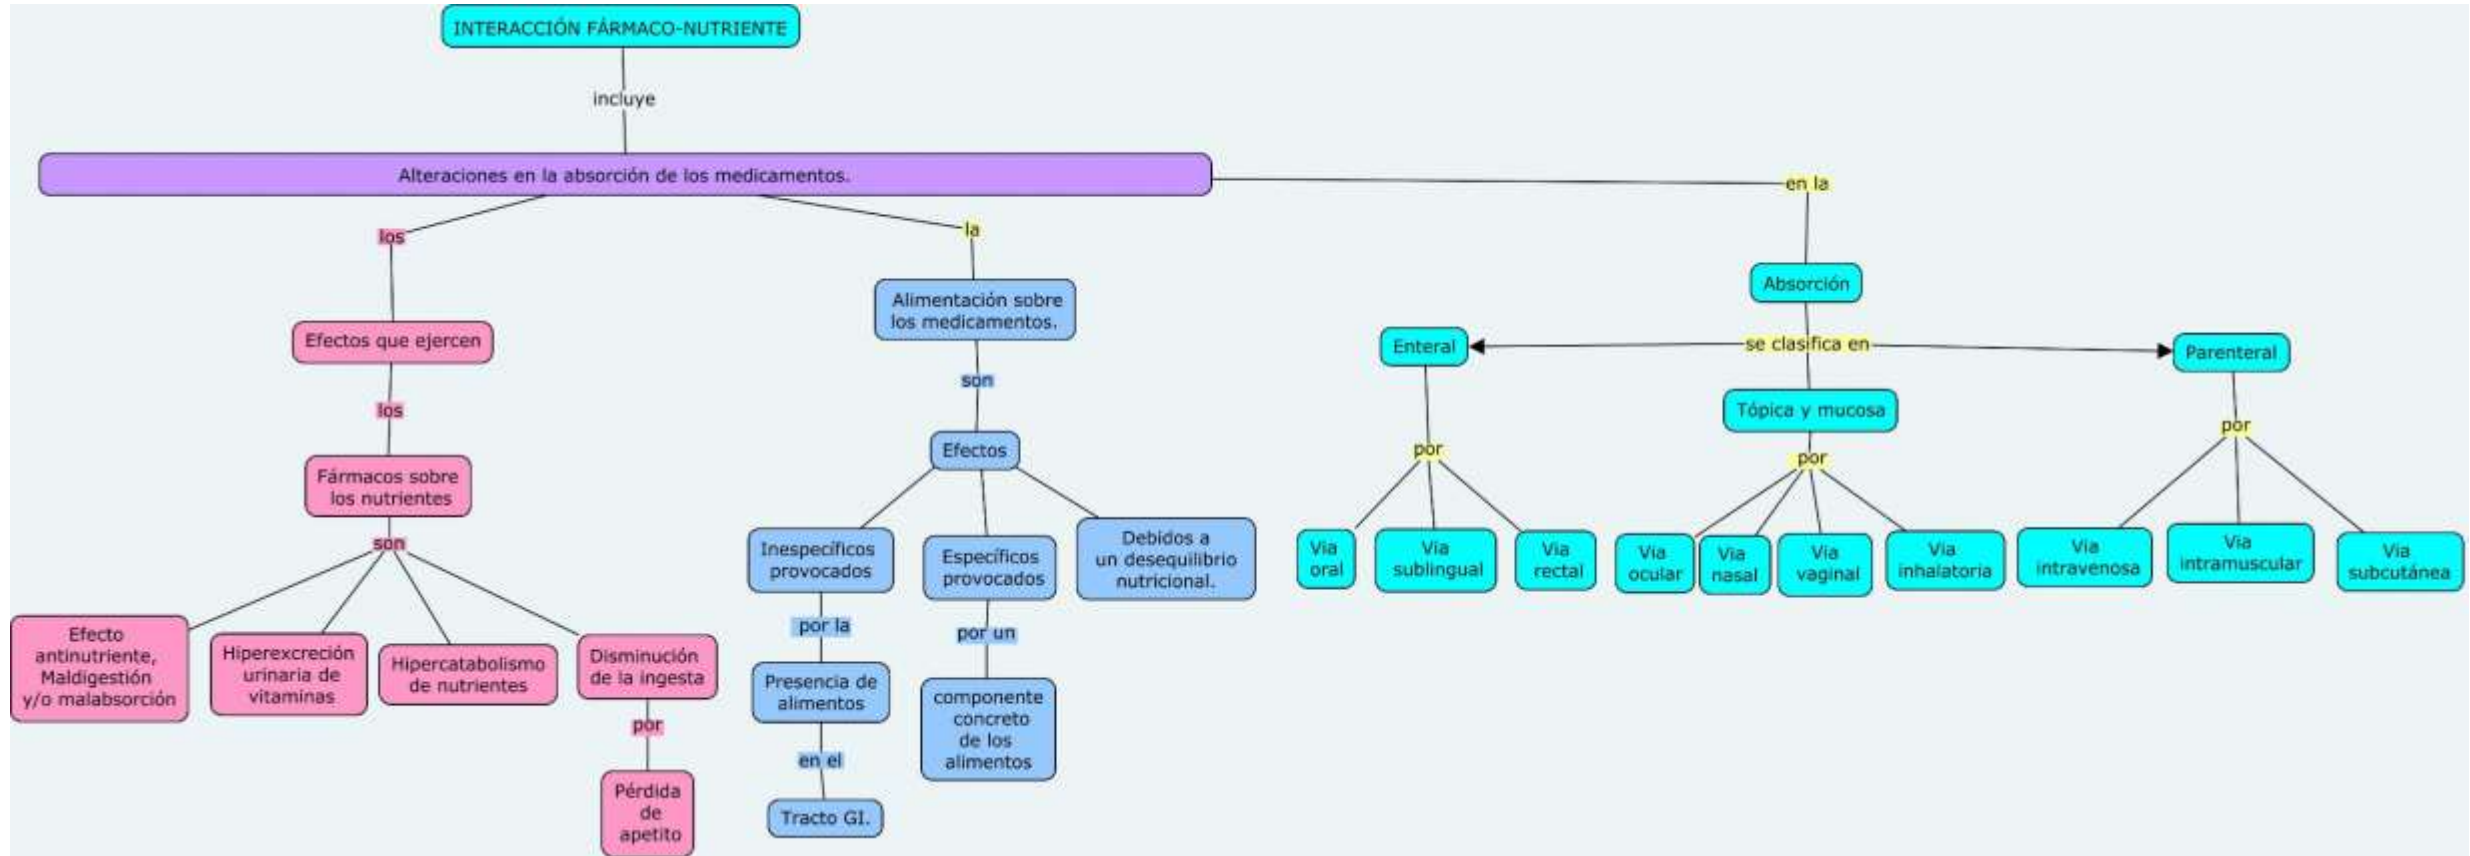 INTERACCIÓN FÁRMACO-NUTRIENTE
incluye
Alteraciones en la absorción de los medicamentos.
los
Efectos que ejercen
los
Fármacos sobre
los nutrientes
son
Efecto
antinutriente,
Maldigestión
y/o malabsorción
Hiperexcreción
urinaria de
vitaminas
Hipercatabolismo
de nutrientes
Disminución
de la ingesta
por
Pérdida
de
apetito
la
Alimentación sobre
los medicamentos.
son
Efectos
Inespecíficos
provocados
por la
Presencia de
alimentos
en el
Tracto GI.
Específicos
provocados
por un
componente
concreto
de los
alimentos
Debidos a
un desequilibrio
nutricional.
en la
Absorción
se clasifica en
Enteral
por
Via
oral
Via
sublingual
Via
rectal
Tópica y mucosa
por
Via
ocular
Via
nasal
Via
vaginal
Via
inhalatoria
Parenteral
por
Via
intravenosa
Via
intramuscular
Via
subcutánea